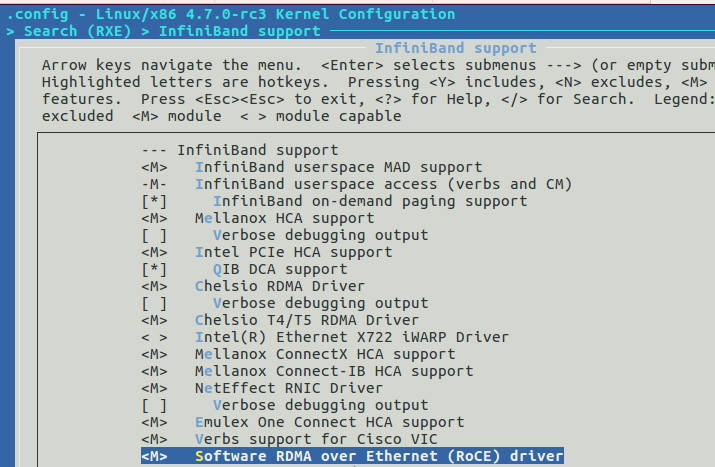 .config - Linux/x86 4.7.0-rc3 Kernel Configuration
> Search (RXE) > InfiniBand support
InfiniBand support
Arrow keys navigate the menu.  <Enter> selects submenus ---> (or empty subm
Highlighted letters are hotkeys.  Pressing <Y> includes, <N> excludes, <M>
features.  Press <Esc><Esc> to exit, <?> for Help, </> for Search.  Legend:
excluded  <M> module  < > module capable
--- InfiniBand support
<M>   InfiniBand userspace MAD support
-M-   InfiniBand userspace access (verbs and CM)
[*]     InfiniBand on-demand paging support
<M>   Mellanox HCA support
[ ]     Verbose debugging output
<M>   Intel PCIe HCA support
[*]     QIB DCA support
<M>   Chelsio RDMA Driver
[ ]     Verbose debugging output
<M>   Chelsio T4/T5 RDMA Driver
< >   Intel(R) Ethernet X722 iWARP Driver
<M>   Mellanox ConnectX HCA support
<M>   Mellanox Connect-IB HCA support
<M>   NetEffect RNIC Driver
[ ]     Verbose debugging output
<M>   Emulex One Connect HCA support
<M>   Verbs support for Cisco VIC
<M>   Software RDMA over Ethernet (RoCE) driver